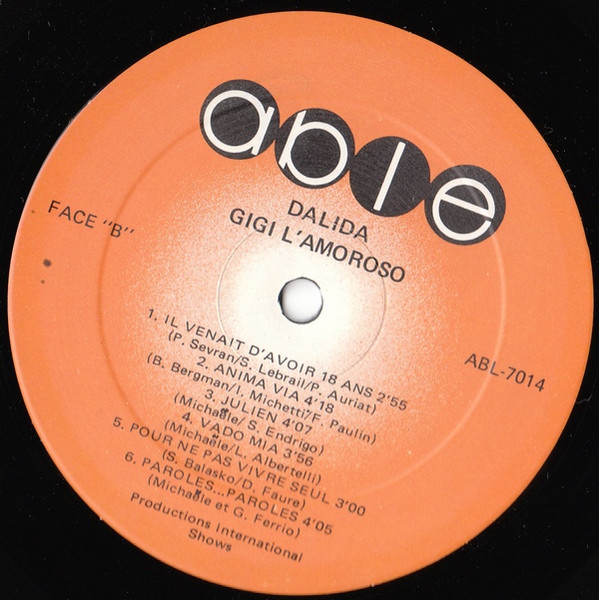 able
DALIDA
GIGI L'AMOROSO
FACE "B"
ABL-7014
1. IL VENAIT D'AVOIR 18 ANS 2'55
(P. Sevran/S. Lebrail/P. Auriat)
2. ANIMA VIA 4'18
(B. Bergman/I. Michetti/F. Paulin)
3. JULIEN 4'07
(Michaële/S. Endrigo)
4. VADO MIA 3'56
(Michaële/L. Albertelli)
5. POUR NE PAS VIVRE SEUL 3'00
(S. Balasko/D. Faure)
6. PAROLES...PAROLES 4'05
(Michaële et G. Ferrio)
Productions International
Shows